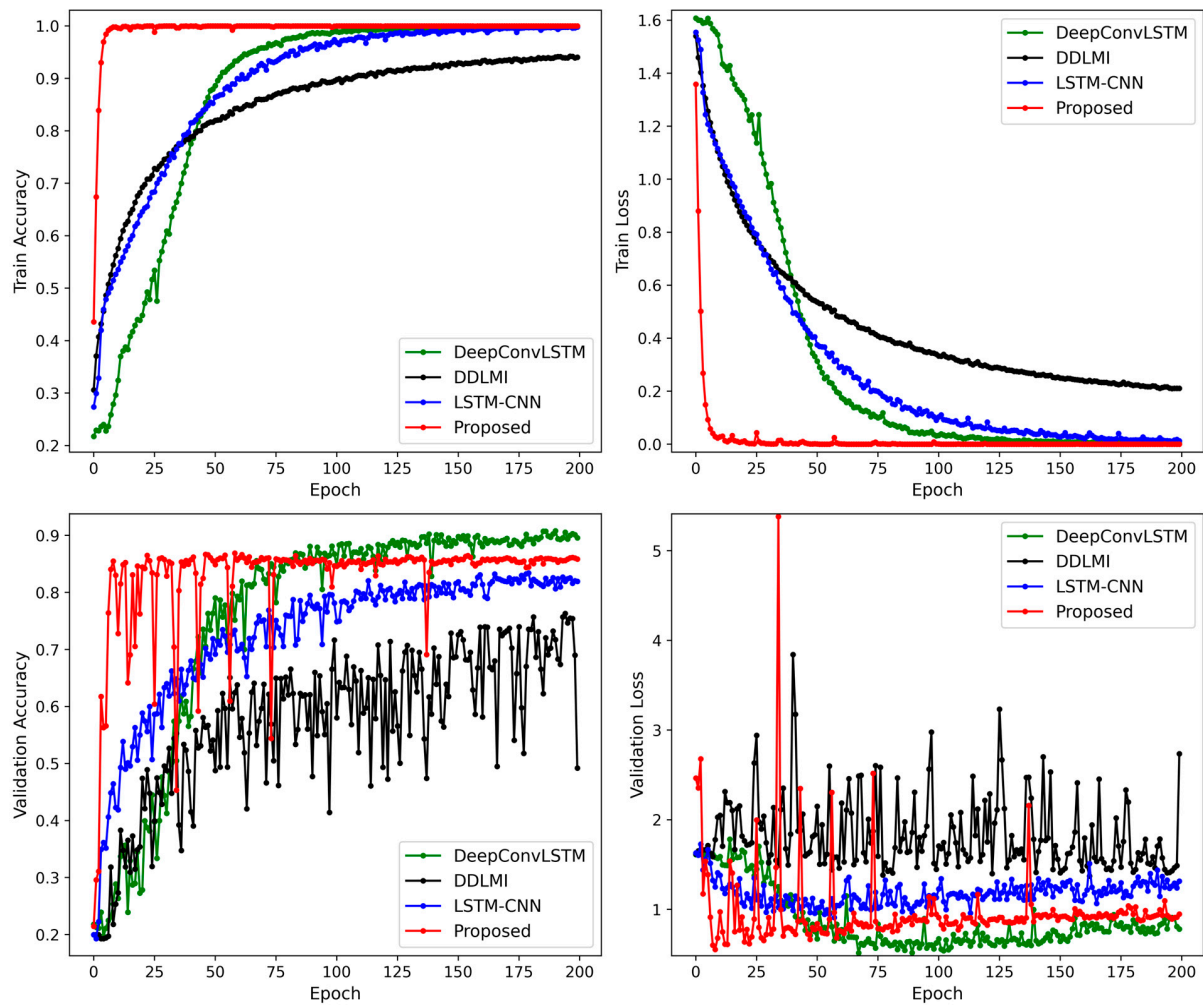 1.0
0.9
0.8
0.7
0.6
0.5
0.4
0.3
0.2
Train Accuracy
0 25 50 75 100 125 150 175 200
Epoch
DeepConvLSTM
DDLMI
LSTM-CNN
Proposed
1.6
1.4
1.2
1.0
0.8
0.6
0.4
0.2
0.0
Train Loss
0 25 50 75 100 125 150 175 200
Epoch
DeepConvLSTM
DDLMI
LSTM-CNN
Proposed
0.9
0.8
0.7
0.6
0.5
0.4
0.3
0.2
Validation Accuracy
0 25 50 75 100 125 150 175 200
Epoch
DeepConvLSTM
DDLMI
LSTM-CNN
Proposed
5
4
3
2
1
Validation Loss
0 25 50 75 100 125 150 175 200
Epoch
DeepConvLSTM
DDLMI
LSTM-CNN
Proposed